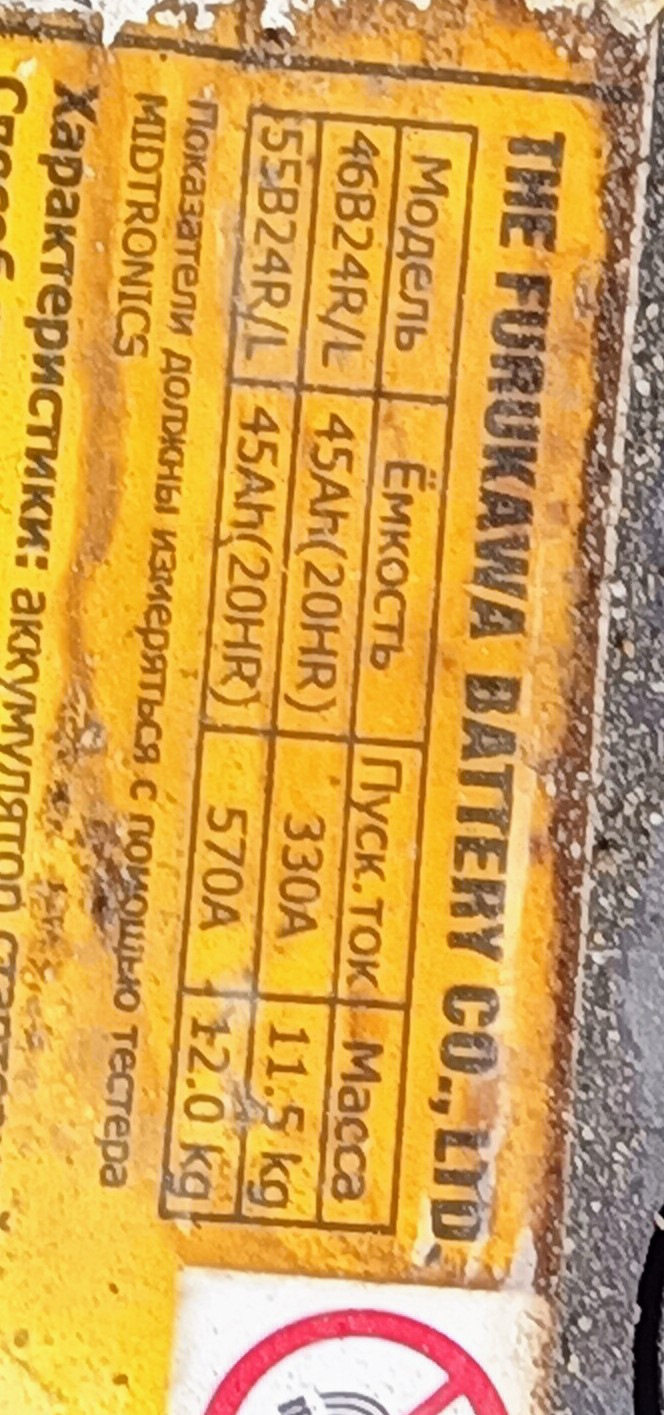 THE FURUKAWA BATTERY CO., LTD.
Модель Ёмкость Пуск. ток Масса
46B24R/L 45Ah(20HR) 330A 11.5 kg
55B24R/L 45Ah(20HR) 570A 12.0 kg
Показатели должны измеряться с помощью тестера
MIDTRONICS
Характеристики: аккумулятор